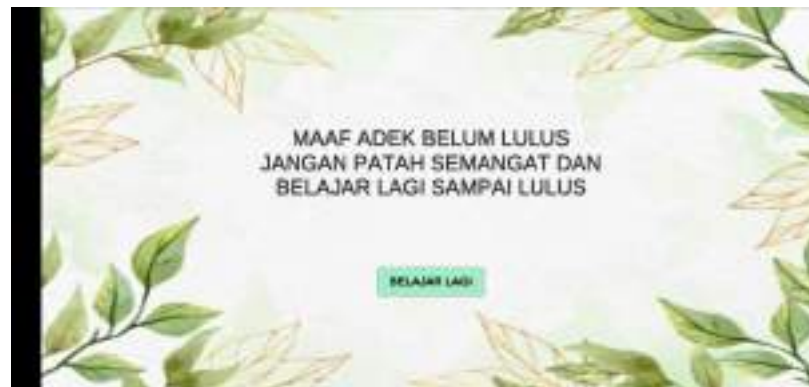 MAAF ADEK BELUM LULUS
JANGAN PATAH SEMANGAT DAN
BELAJAR LAGI SAMPAI LULUS
BELAJAR LAGI